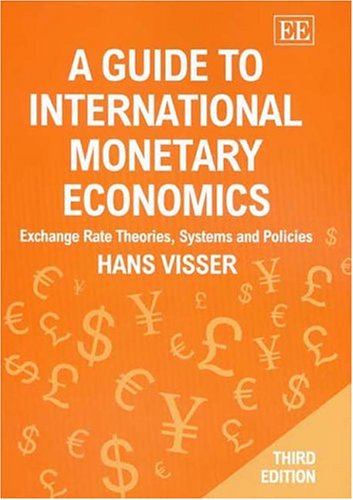 EE
A GUIDE TO
INTERNATIONAL
MONETARY
ECONOMICS
Exchange Rate Theories, Systems and Policies
HANS VISSER
THIRD
EDITION